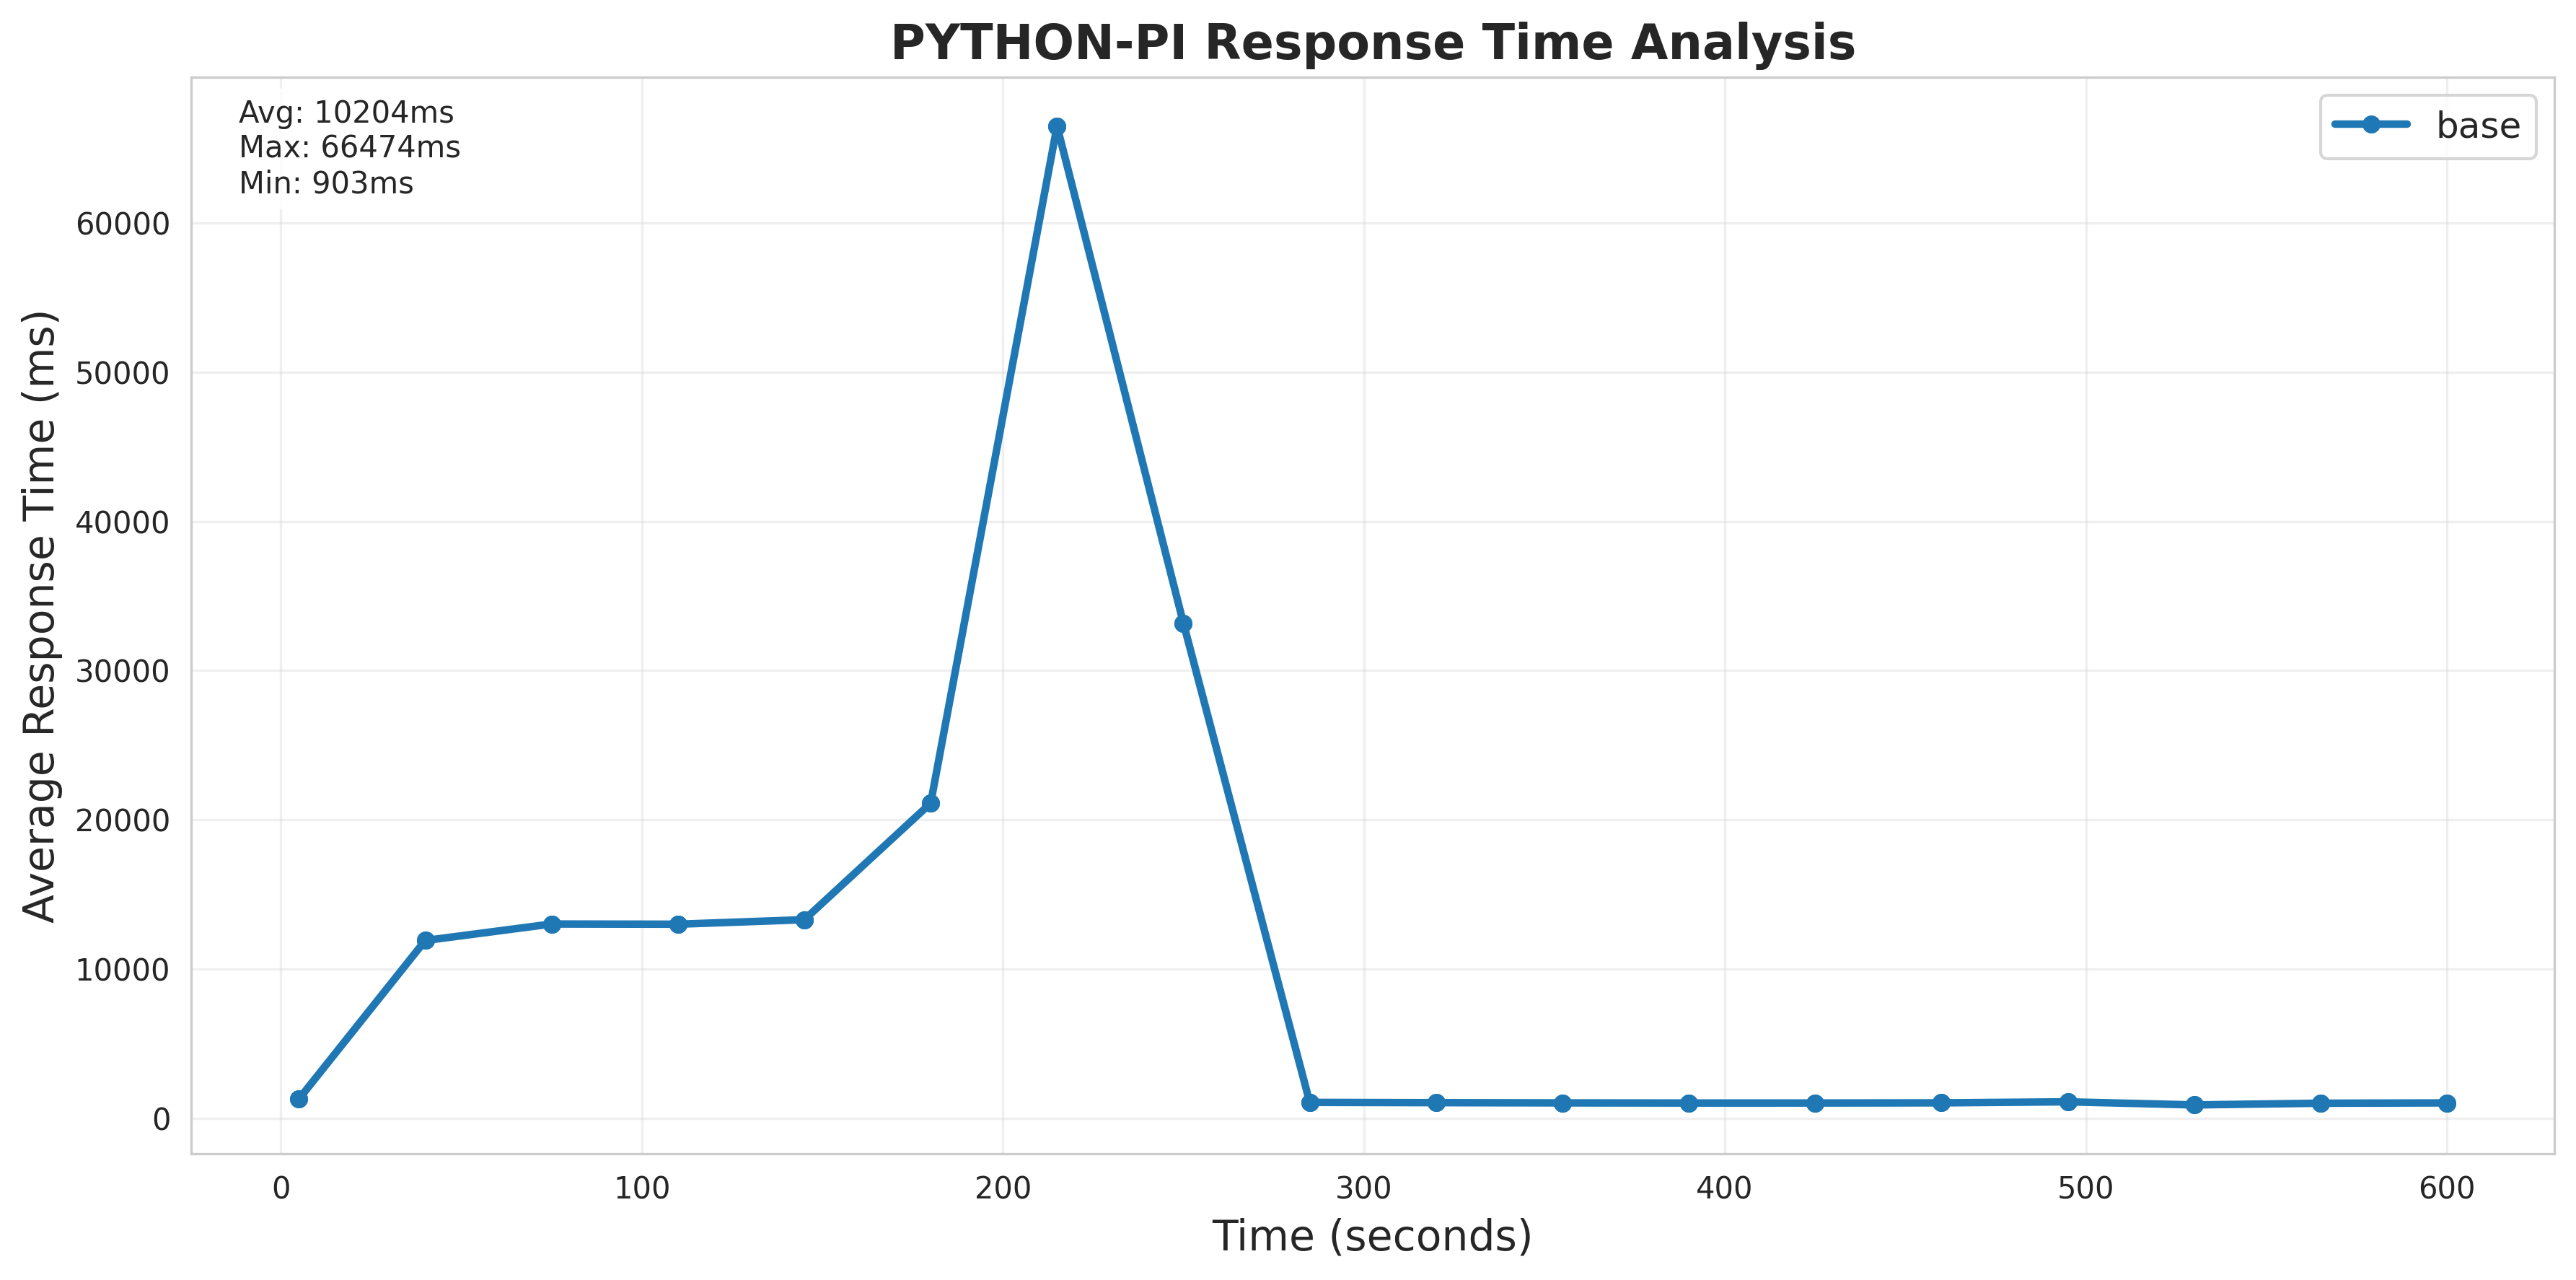 PYTHON-PI Response Time Analysis
Avg: 10204ms
Max: 66474ms
Min: 903ms
base
Average Response Time (ms)
60000
50000
40000
30000
20000
10000
0
0 100 200 300 400 500 600
Time (seconds)